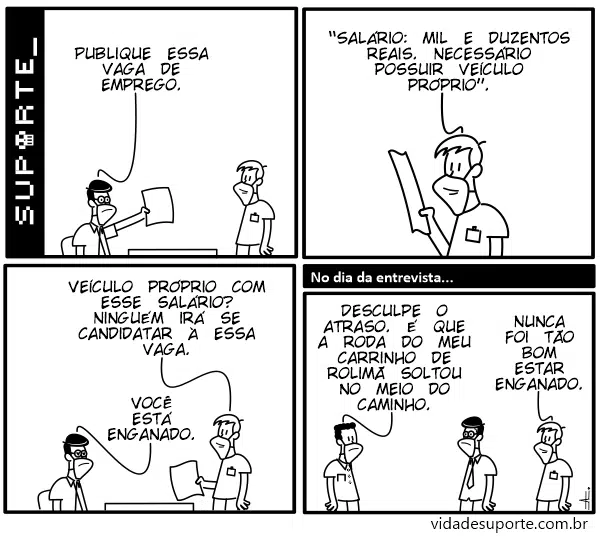 SUPORTE_
PUBLIQUE ESSA
VAGA DE
EMPREGO.
"SALÁRIO: MIL E DUZENTOS
REAIS. NECESSÁRIO
POSSUIR VEÍCULO
PRÓPRIO".
VEÍCULO PRÓPRIO COM
ESSE SALÁRIO?
NINGUÉM IRÁ SE
CANDIDATAR À ESSA
VAGA.
VOCÊ
ESTÁ
ENGANADO.
No dia da entrevista...
DESCULPE O
ATRASO. É QUE
A RODA DO MEU
CARRINHO DE
ROLIMÃ SOLTOU
NO MEIO DO
CAMINHO.
NUNCA
FOI TÃO
BOM
ESTAR
ENGANADO.
vidadesuporte.com.br